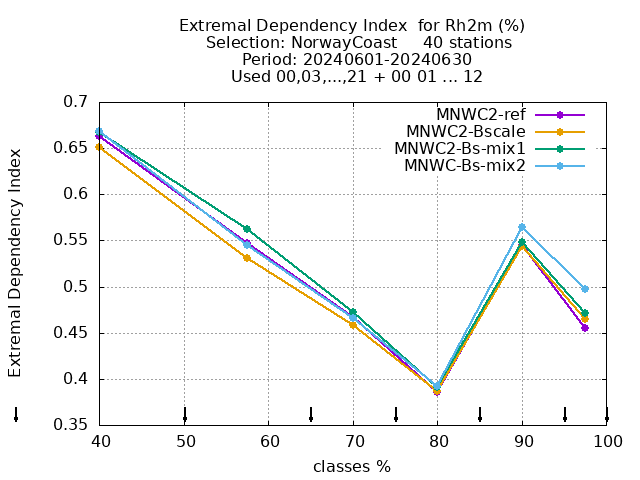 Extremal Dependency Index  for Rh2m (%)
Selection: NorwayCoast     40 stations
Period: 20240601-20240630
Used 00,03,...,21 + 00 01 ... 12
MNWC2-ref
MNWC2-Bscale
MNWC2-Bs-mix1
MNWC-Bs-mix2
Extremal Dependency Index
0.7
0.65
0.6
0.55
0.5
0.45
0.4
0.35
40 50 60 70 80 90 100
classes %